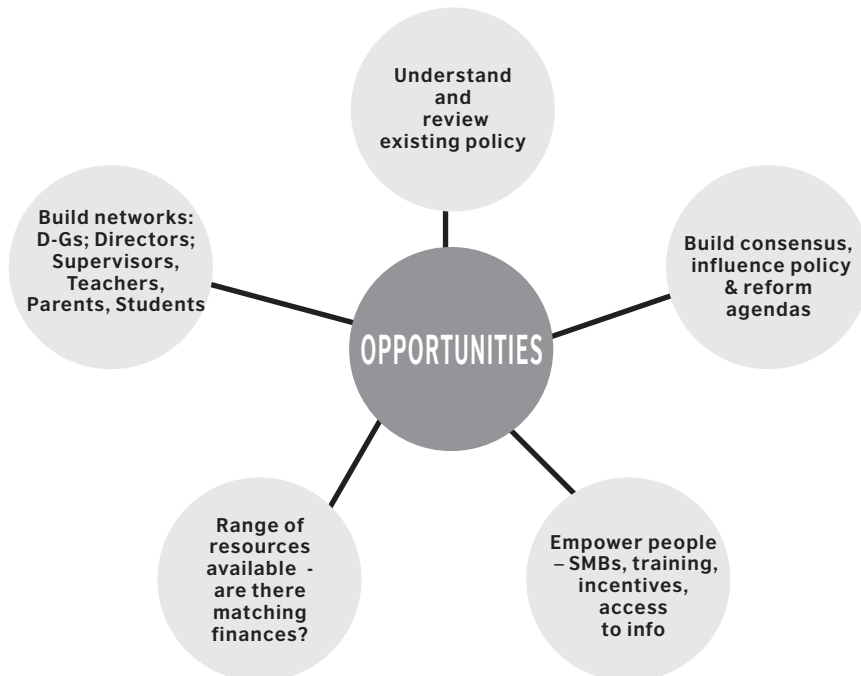 Understand
and
review
existing policy
Build networks:
D-Gs; Directors;
Supervisors,
Teachers,
Parents, Students
Build consensus,
influence policy
& reform
agendas
OPPORTUNITIES
Range of
resources
available -
are there
matching
finances?
Empower people
– SMBs, training,
incentives,
access
to info